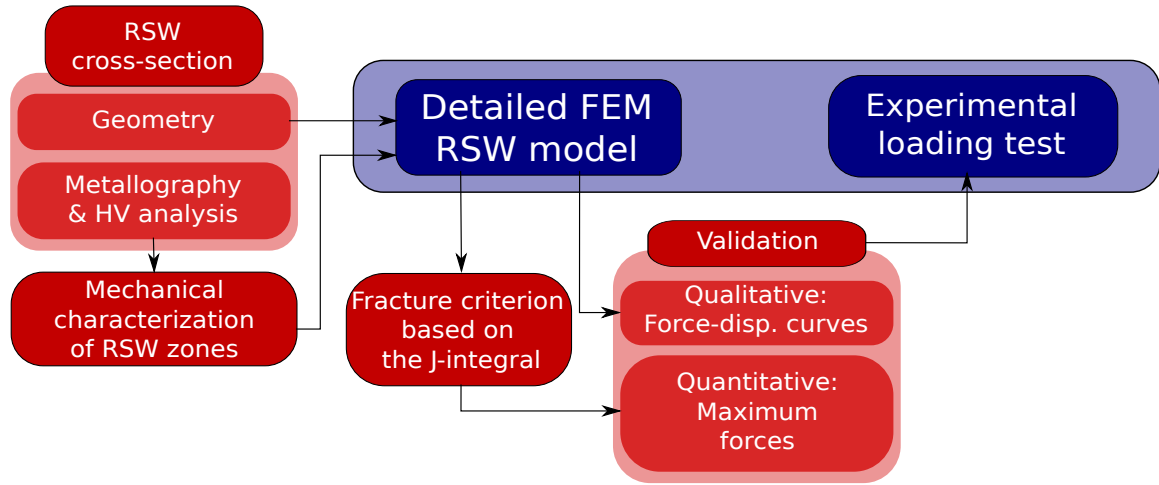 RSW
cross-section
Geometry
Metallography
& HV analysis
Mechanical
characterization
of RSW zones
Detailed FEM
RSW model
Experimental
loading test
Fracture criterion
based on
the J-integral
Validation
Qualitative:
Force-disp. curves
Quantitative:
Maximum
forces